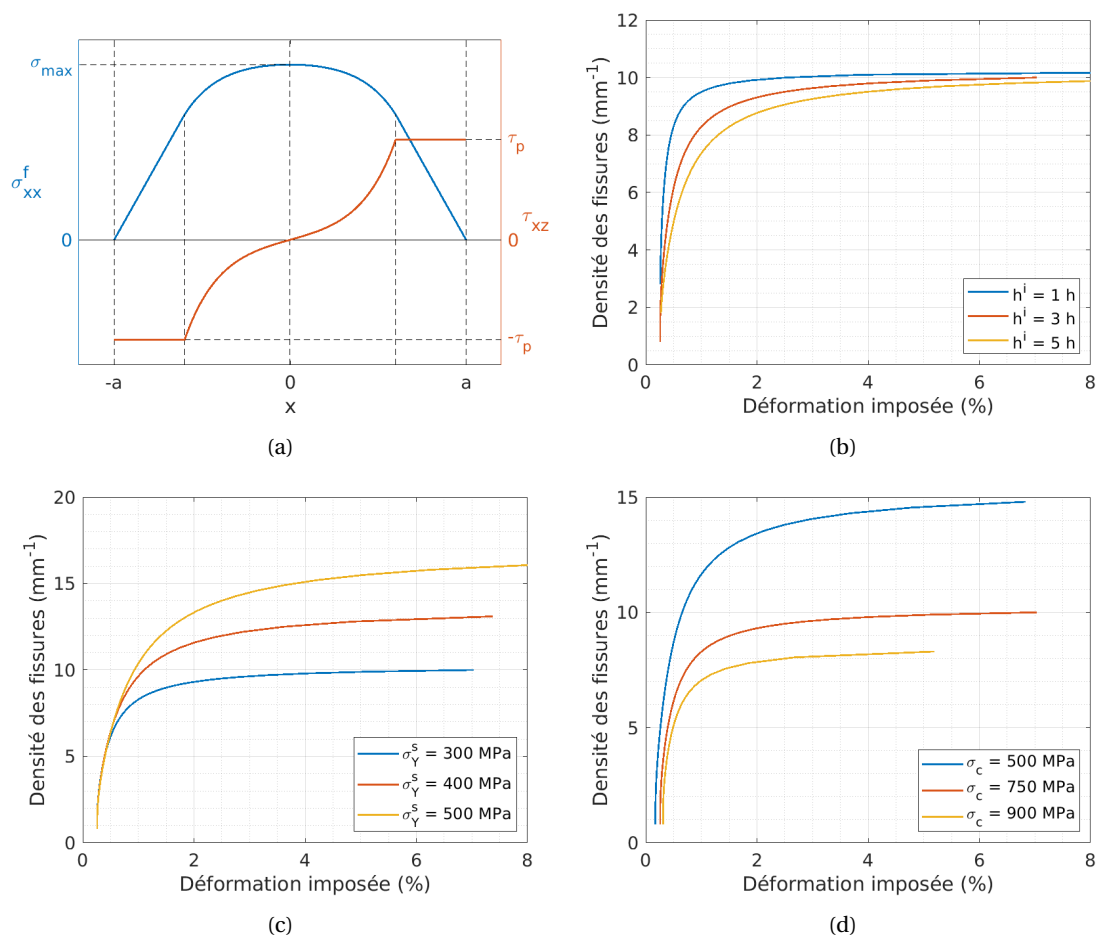 σmax
σ^f_xx
0
τp
τxz
0
-τp
-a
0
a
x
(a)
12
10
8
6
4
2
0
Densité des fissures (mm^-1)
h^i = 1 h
h^i = 3 h
h^i = 5 h
0 2 4 6 8
Déformation imposée (%)
(b)
20
15
10
5
0
Densité des fissures (mm^-1)
σ^s_Y = 300 MPa
σ^s_Y = 400 MPa
σ^s_Y = 500 MPa
0 2 4 6 8
Déformation imposée (%)
(c)
15
10
5
0
Densité des fissures (mm^-1)
σc = 500 MPa
σc = 750 MPa
σc = 900 MPa
0 2 4 6 8
Déformation imposée (%)
(d)